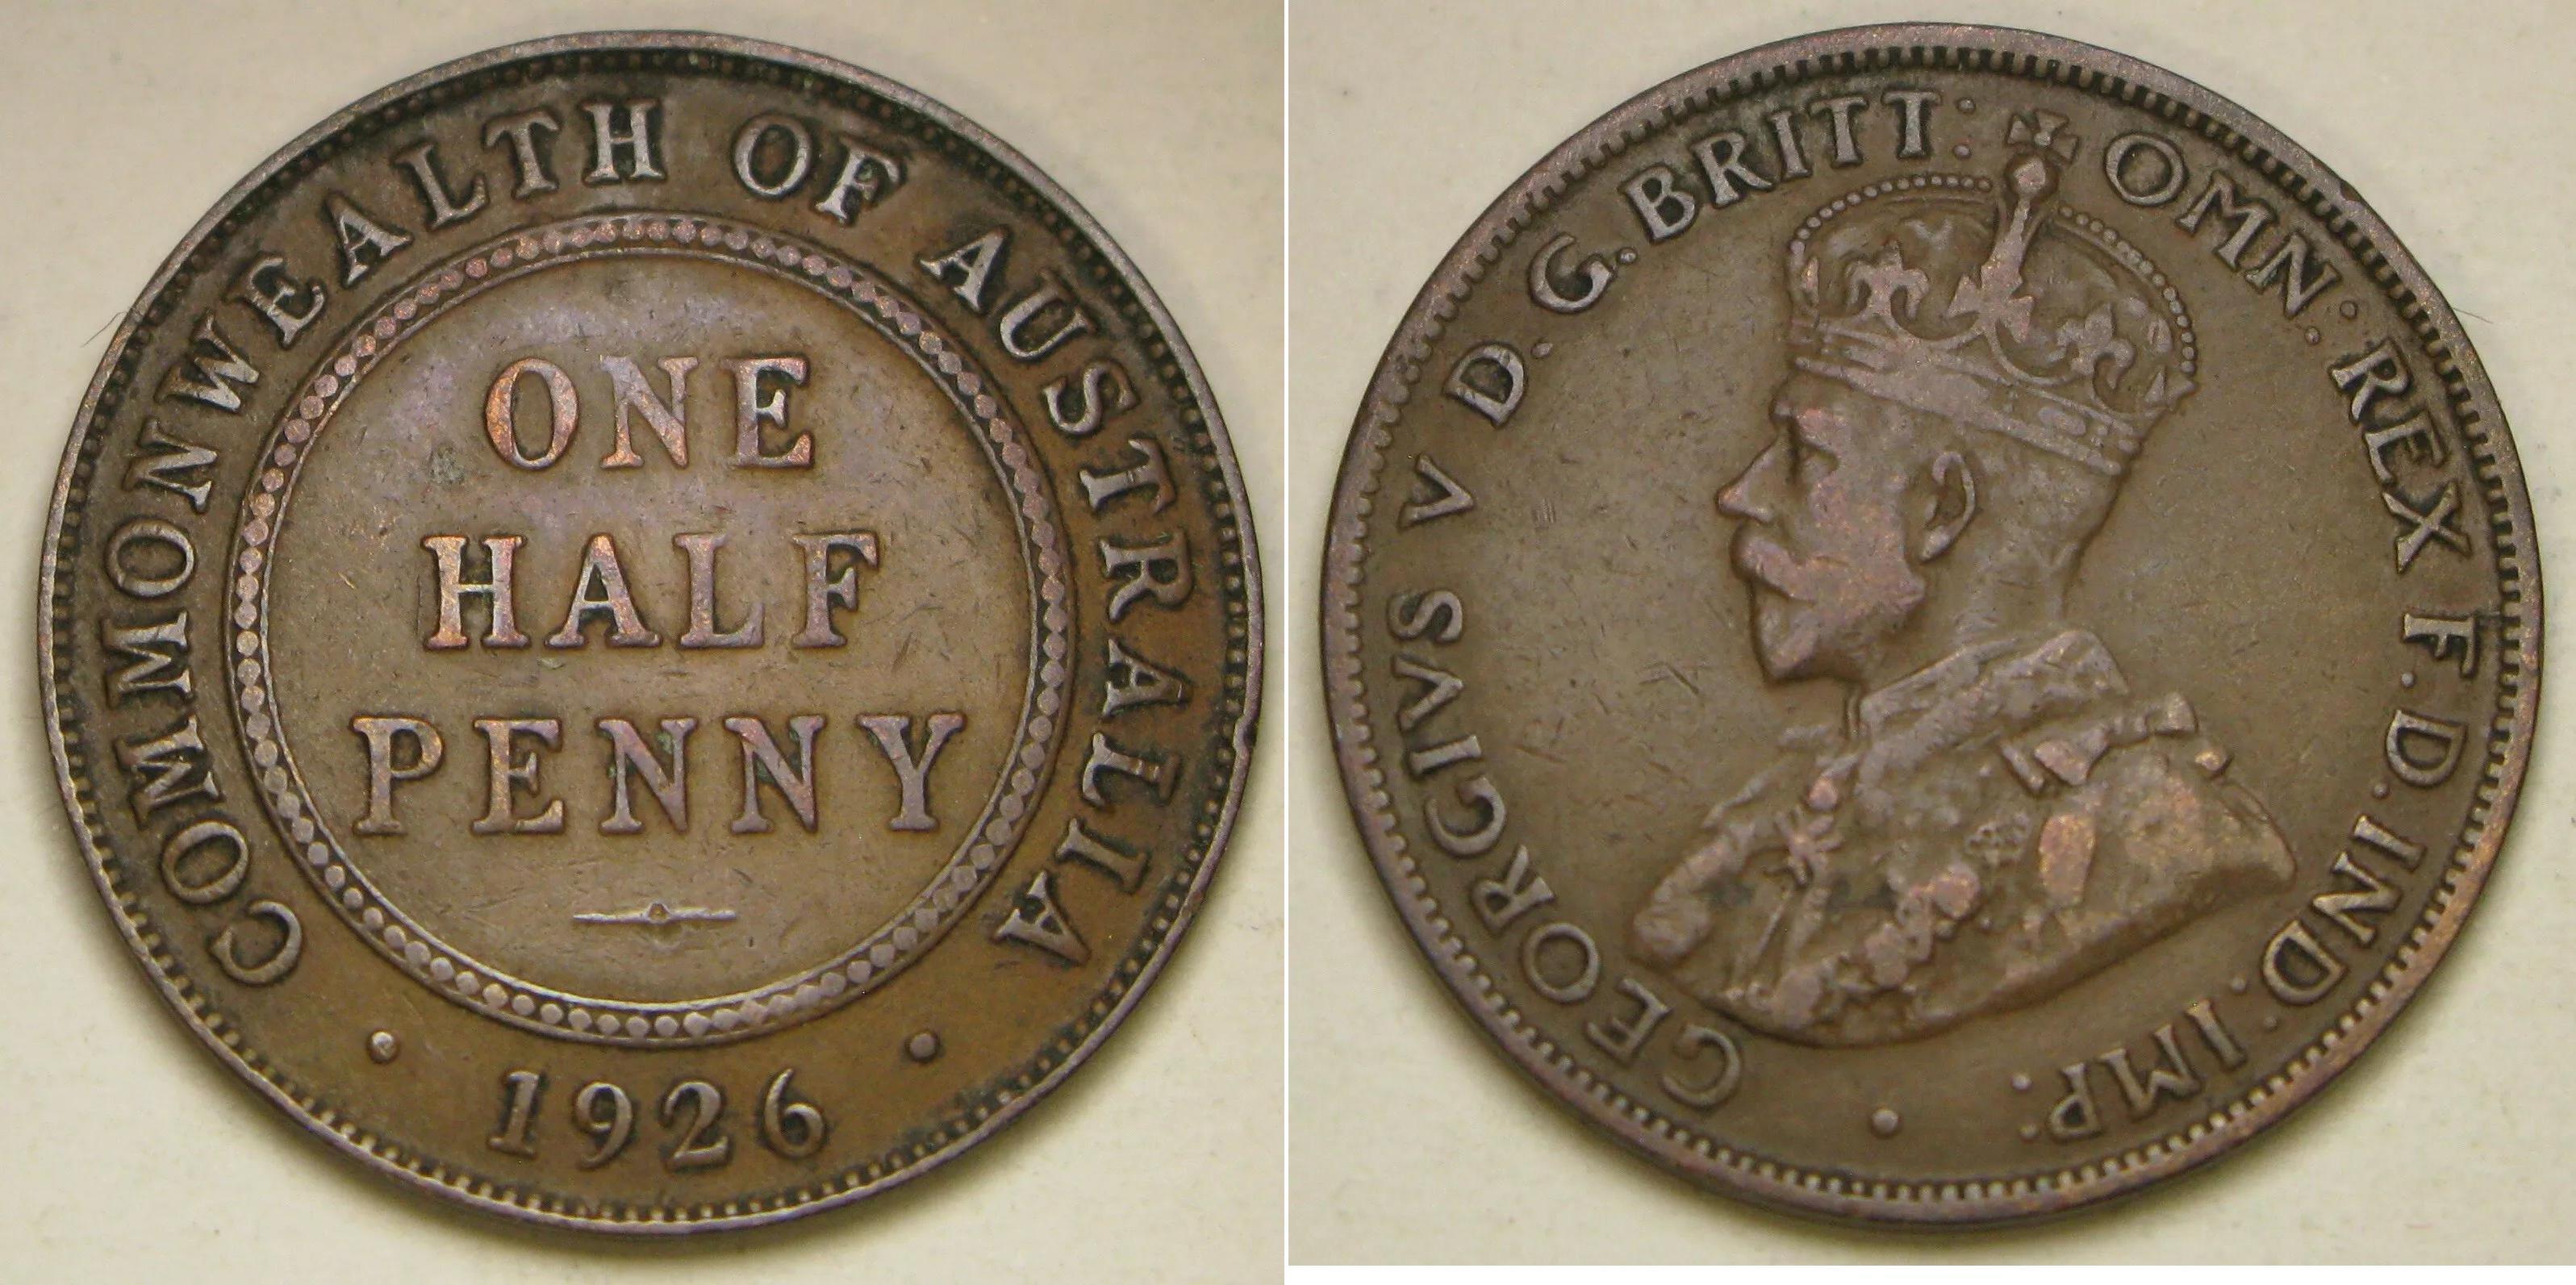 COMMONWEALTH OF AUSTRALIA
ONE
HALF
PENNY
· 1926 ·
GEORGIVS V D.G. BRITT: OMN: REX F.D. IND: IMP: ·